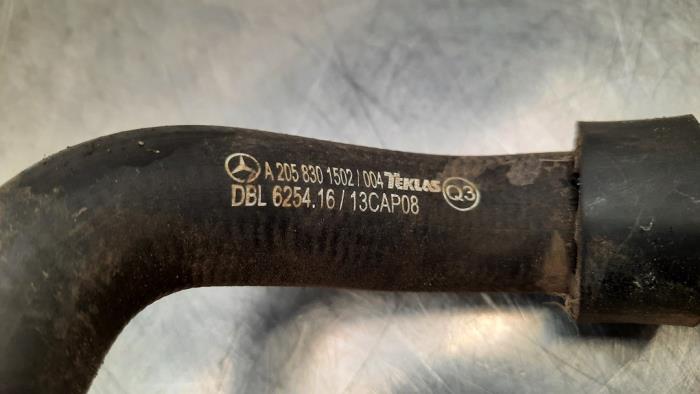 A 205 830 1502 / 004 TEKLAS Q3
DBL 6254.16 / 13CAP08